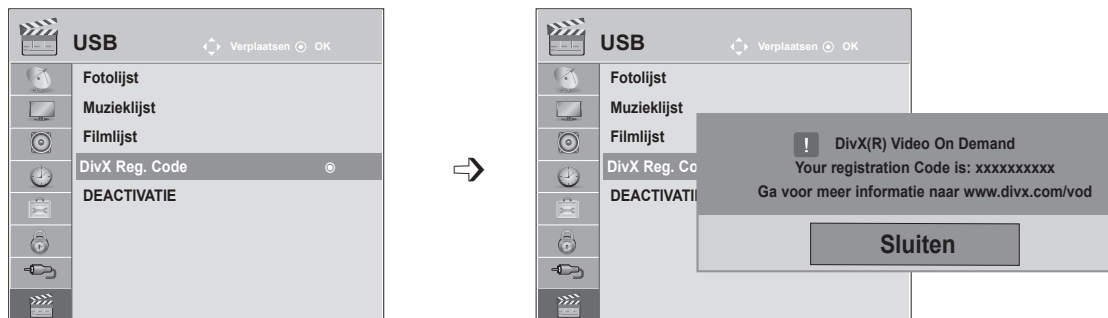 USB
Verplaatsen OK
Fotolijst
Muzieklijst
Filmlijst
DivX Reg. Code
DEACTIVATIE
USB
Verplaatsen OK
Fotolijst
Muzieklijst
Filmlijst
DivX Reg. Co
DEACTIVATI
! DivX(R) Video On Demand
Your registration Code is: xxxxxxxxxx
Ga voor meer informatie naar www.divx.com/vod
Sluiten